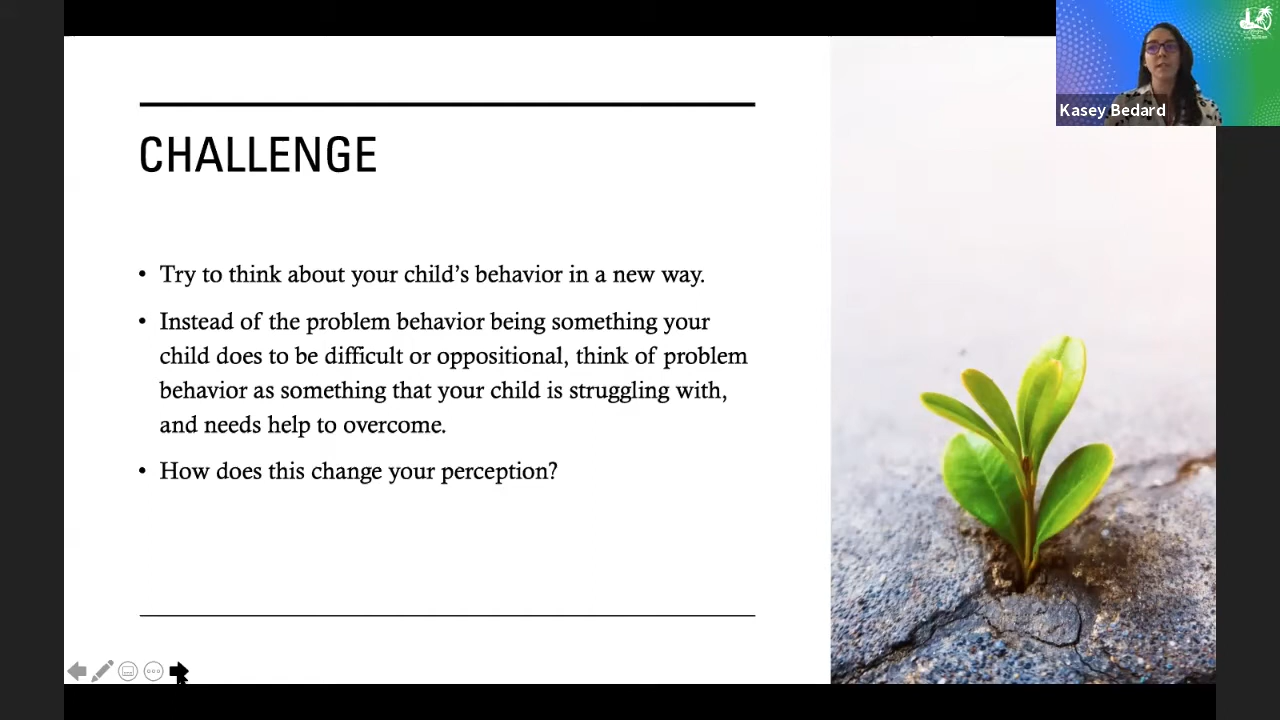 Kasey Bedard
CHALLENGE
• Try to think about your child’s behavior in a new way.
• Instead of the problem behavior being something your
child does to be difficult or oppositional, think of problem
behavior as something that your child is struggling with,
and needs help to overcome.
• How does this change your perception?